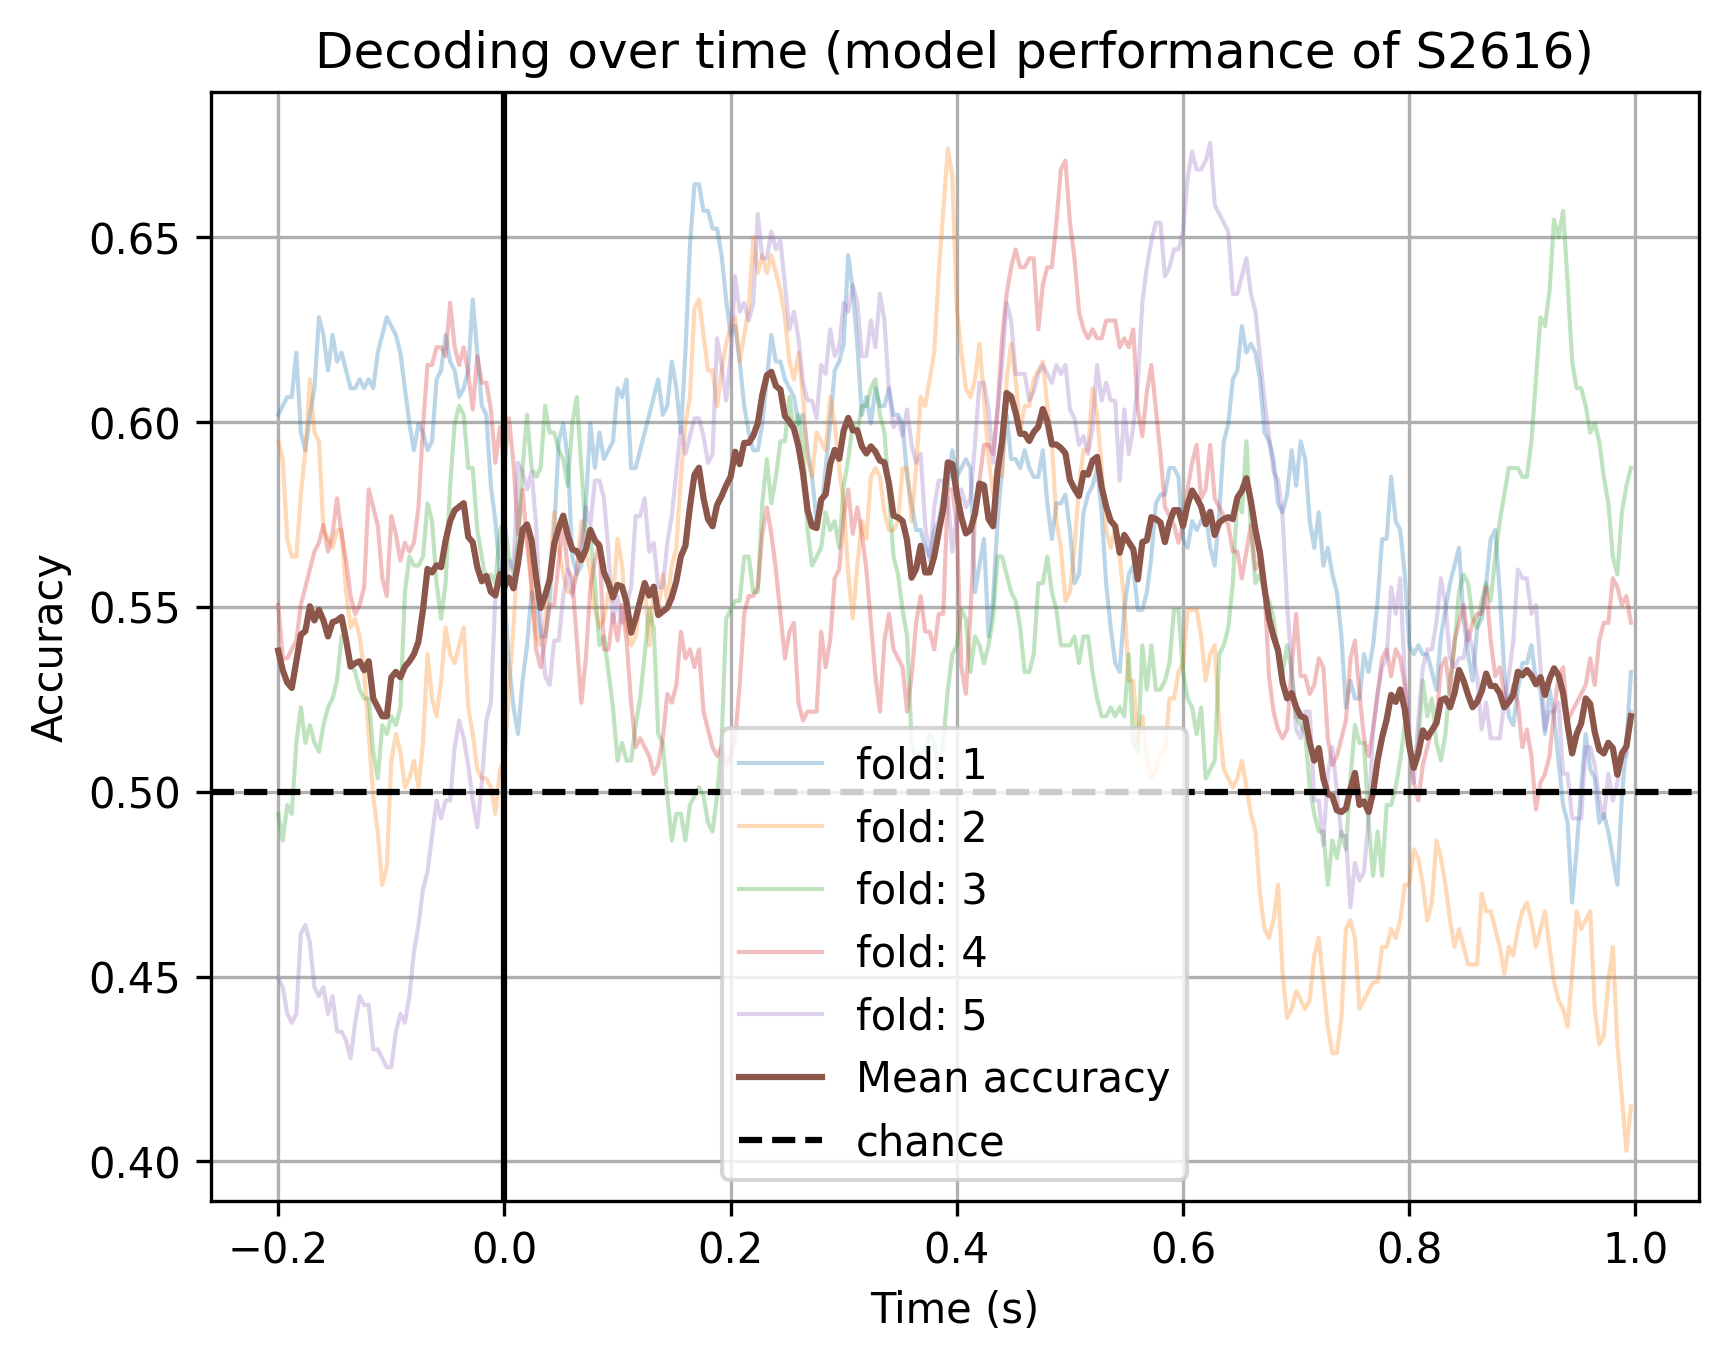 Decoding over time (model performance of S2616)
Accuracy
0.65
0.60
0.55
0.50
0.45
0.40
fold: 1
fold: 2
fold: 3
fold: 4
fold: 5
Mean accuracy
chance
−0.2 0.0 0.2 0.4 0.6 0.8 1.0
Time (s)